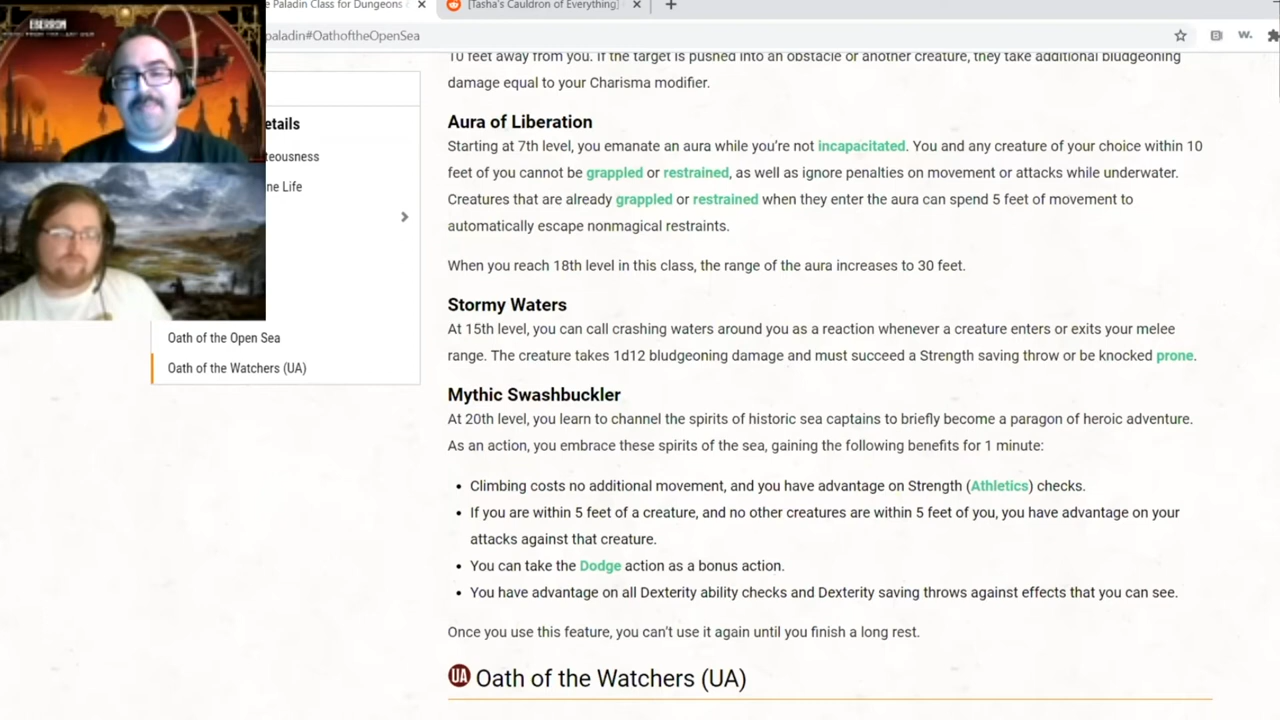 e Paladin Class for Dungeons
[Tasha's Cauldron of Everything]
EBERRON
paladin#OathoftheOpenSea
W.
10 feet away from you. If the target is pushed into an obstacle or another creature, they take additional bludgeoning
damage equal to your Charisma modifier.
etails
teousness
ne Life
Oath of the Open Sea
Oath of the Watchers (UA)
Aura of Liberation
Starting at 7th level, you emanate an aura while you’re not incapacitated. You and any creature of your choice within 10
feet of you cannot be grappled or restrained, as well as ignore penalties on movement or attacks while underwater.
Creatures that are already grappled or restrained when they enter the aura can spend 5 feet of movement to
automatically escape nonmagical restraints.
When you reach 18th level in this class, the range of the aura increases to 30 feet.
Stormy Waters
At 15th level, you can call crashing waters around you as a reaction whenever a creature enters or exits your melee
range. The creature takes 1d12 bludgeoning damage and must succeed a Strength saving throw or be knocked prone.
Mythic Swashbuckler
At 20th level, you learn to channel the spirits of historic sea captains to briefly become a paragon of heroic adventure.
As an action, you embrace these spirits of the sea, gaining the following benefits for 1 minute:
• Climbing costs no additional movement, and you have advantage on Strength (Athletics) checks.
• If you are within 5 feet of a creature, and no other creatures are within 5 feet of you, you have advantage on your
attacks against that creature.
• You can take the Dodge action as a bonus action.
• You have advantage on all Dexterity ability checks and Dexterity saving throws against effects that you can see.
Once you use this feature, you can’t use it again until you finish a long rest.
UA Oath of the Watchers (UA)